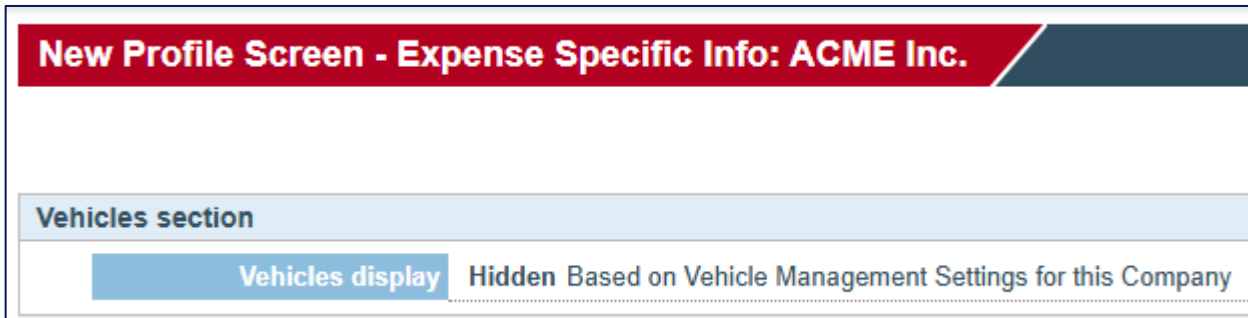 New Profile Screen - Expense Specific Info: ACME Inc.
Vehicles section
Vehicles display Hidden Based on Vehicle Management Settings for this Company